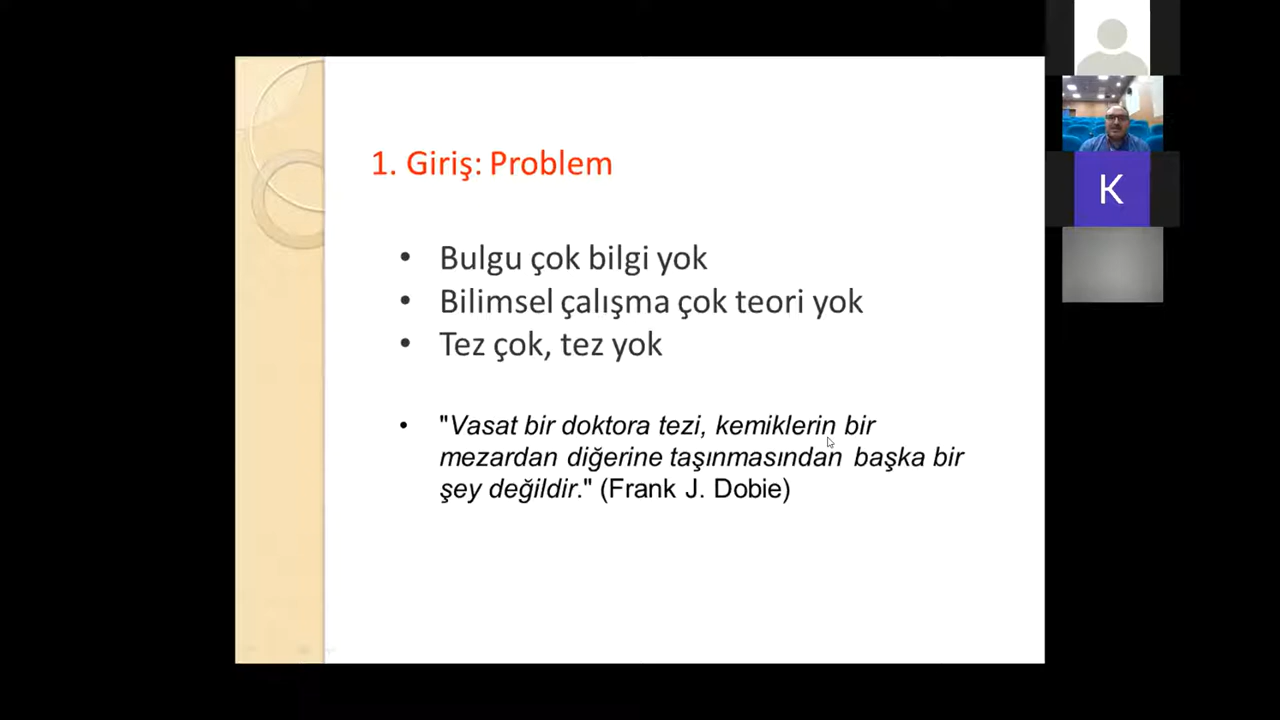 1. Giriş: Problem
• Bulgu çok bilgi yok
• Bilimsel çalışma çok teori yok
• Tez çok, tez yok
• "Vasat bir doktora tezi, kemiklerin bir
mezardan diğerine taşınmasından başka bir
şey değildir." (Frank J. Dobie)
K